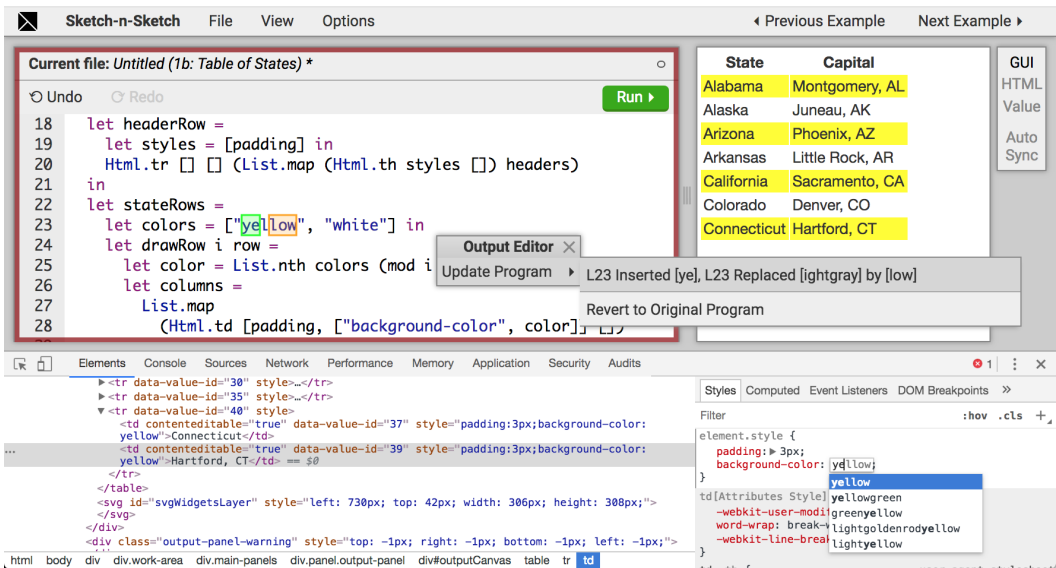 Sketch-n-Sketch File View Options Previous Example Next Example
Current file: Untitled (1b: Table of States) *
Undo Redo Run
18 let headerRow =
19 let styles = [padding] in
20 Html.tr [] [] (List.map (Html.th styles []) headers)
21 in
22 let stateRows =
23 let colors = ["yellow", "white"] in
24 let drawRow i row =
25 let color = List.nth colors (mod i
26 let columns =
27 List.map
28 (Html.td [padding, ["background-color", color]] [])
Output Editor
Update Program
L23 Inserted [ye], L23 Replaced [ightgray] by [low]
Revert to Original Program
State Capital
Alabama Montgomery, AL
Alaska Juneau, AK
Arizona Phoenix, AZ
Arkansas Little Rock, AR
California Sacramento, CA
Colorado Denver, CO
Connecticut Hartford, CT
GUI
HTML
Value
Auto
Sync
Elements Console Sources Network Performance Memory Application Security Audits 1
<tr data-value-id="30" style>…</tr>
<tr data-value-id="35" style>…</tr>
<tr data-value-id="40" style>
<td contenteditable="true" data-value-id="37" style="padding:3px;background-color:
yellow">Connecticut</td>
<td contenteditable="true" data-value-id="39" style="padding:3px;background-color:
yellow">Hartford, CT</td> == $0
</tr>
</table>
<svg id="svgWidgetsLayer" style="left: 730px; top: 42px; width: 306px; height: 308px;">
</svg>
</div>
<div class="output-panel-warning" style="top: -1px; right: -1px; bottom: -1px; left: -1px;">
html body div div.work-area div.main-panels div.panel.output-panel div#outputCanvas table tr td
Styles Computed Event Listeners DOM Breakpoints »
Filter :hov .cls +
element.style {
padding: 3px;
background-color: yellow;
}
td[Attributes Style]
-webkit-user-modif
word-wrap: break-w
-webkit-line-break
}
yellow
yellowgreen
greenyellow
lightgoldenrodyellow
lightyellow